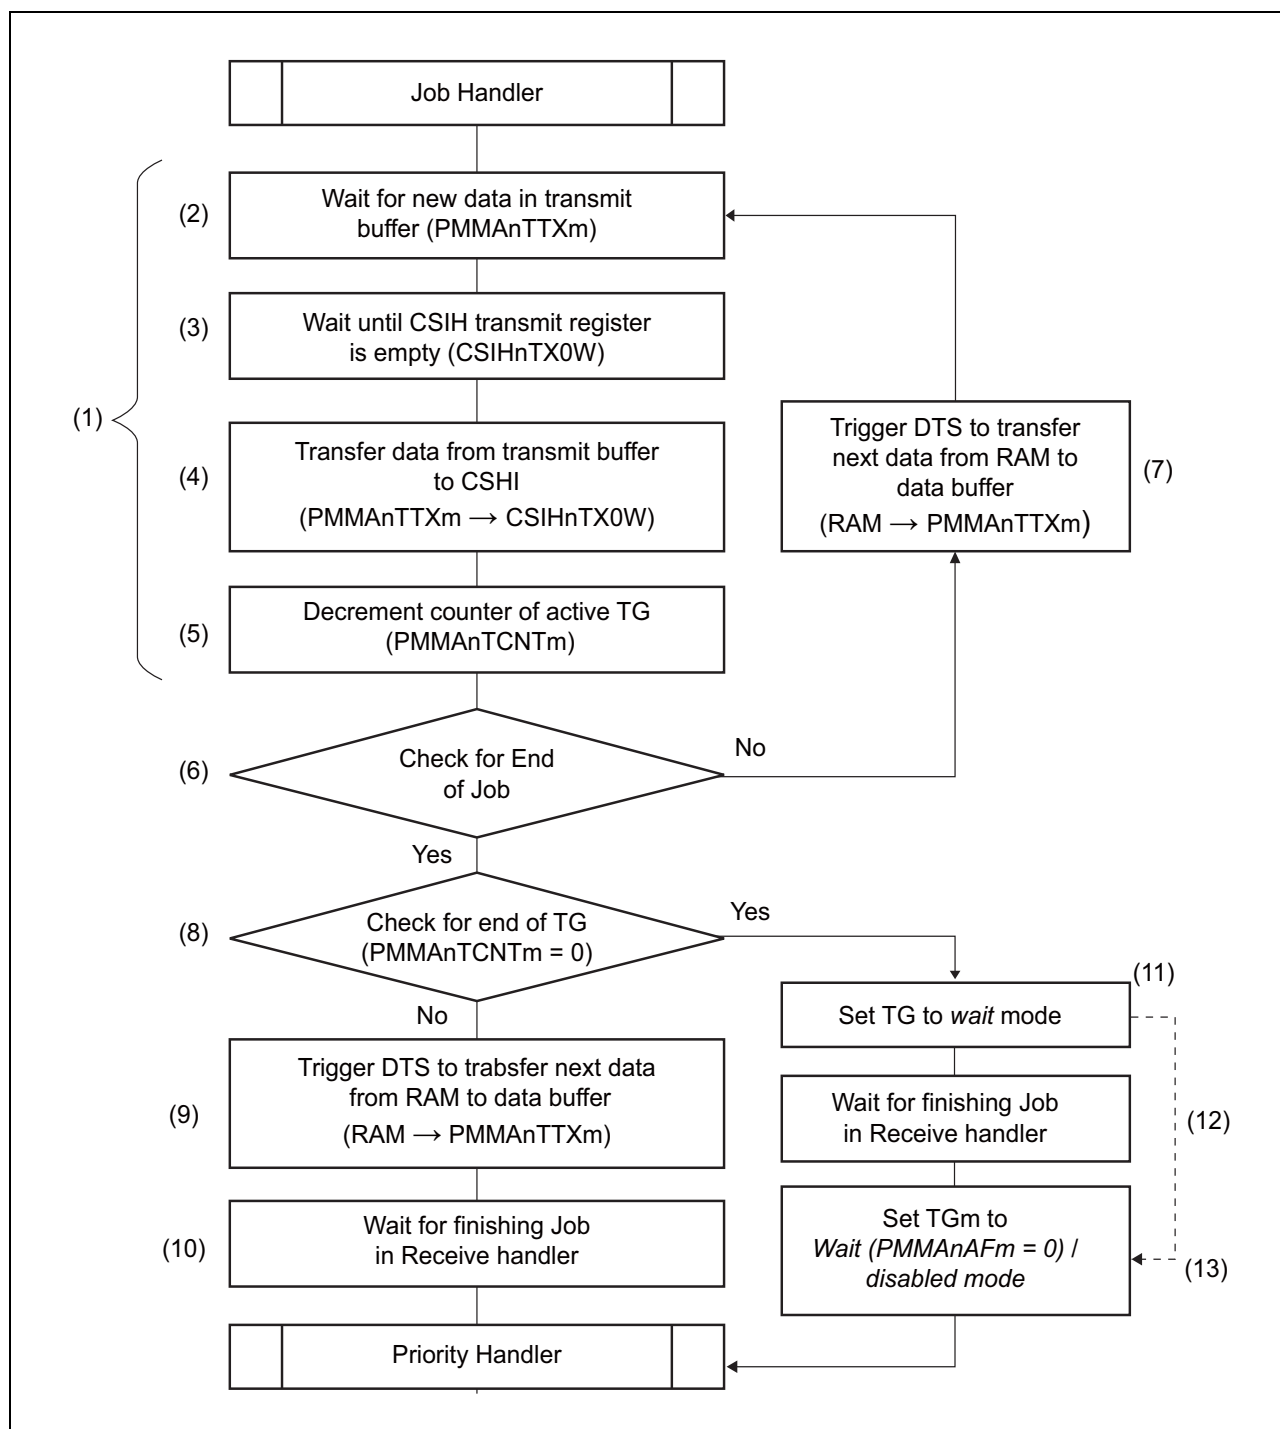 Job Handler
(1)
(2)
Wait for new data in transmit
buffer (PMMAnTTXm)
(3)
Wait until CSIH transmit register
is empty (CSIHnTX0W)
(4)
Transfer data from transmit buffer
to CSHI
(PMMAnTTXm → CSIHnTX0W)
(5)
Decrement counter of active TG
(PMMAnTCNTm)
(6)
Check for End
of Job
No
Trigger DTS to transfer
next data from RAM to
data buffer
(RAM → PMMAnTTXm)
(7)
Yes
(8)
Check for end of TG
(PMMAnTCNTm = 0)
Yes
No
(9)
Trigger DTS to trabsfer next data
from RAM to data buffer
(RAM → PMMAnTTXm)
(10)
Wait for finishing Job
in Receive handler
(11)
Set TG to wait mode
Wait for finishing Job
in Receive handler
(12)
Set TGm to
Wait (PMMAnAFm = 0) /
disabled mode
(13)
Priority Handler